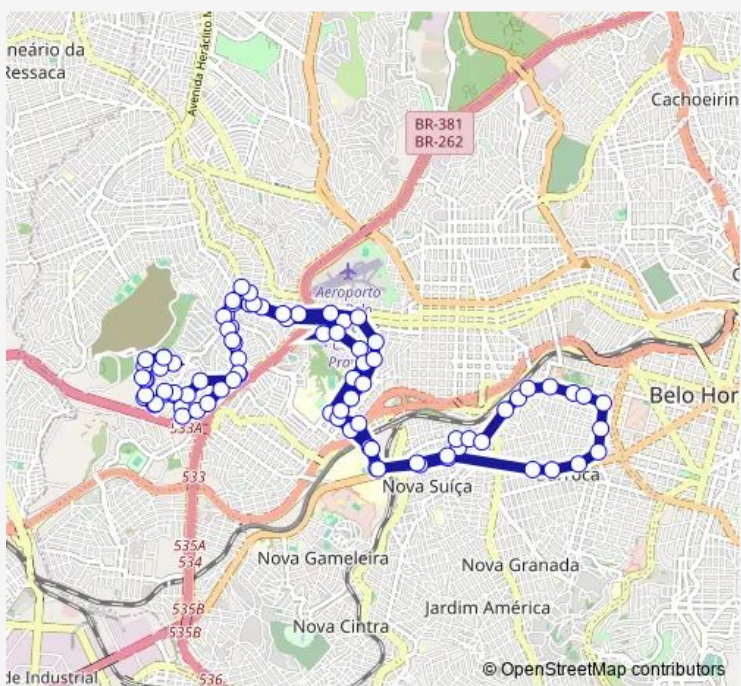 neário da
Ressaca
Avenida Heráclito M
Cachoeirin
BR-381
BR-262
Aeroporto
Belo Hor
533A
533
Nova Suíça
535A
534
Nova Gameleira
Nova Granada
535B
535B
Jardim América
Nova Cintra
de Industrial
536
© OpenStreetMap contributors